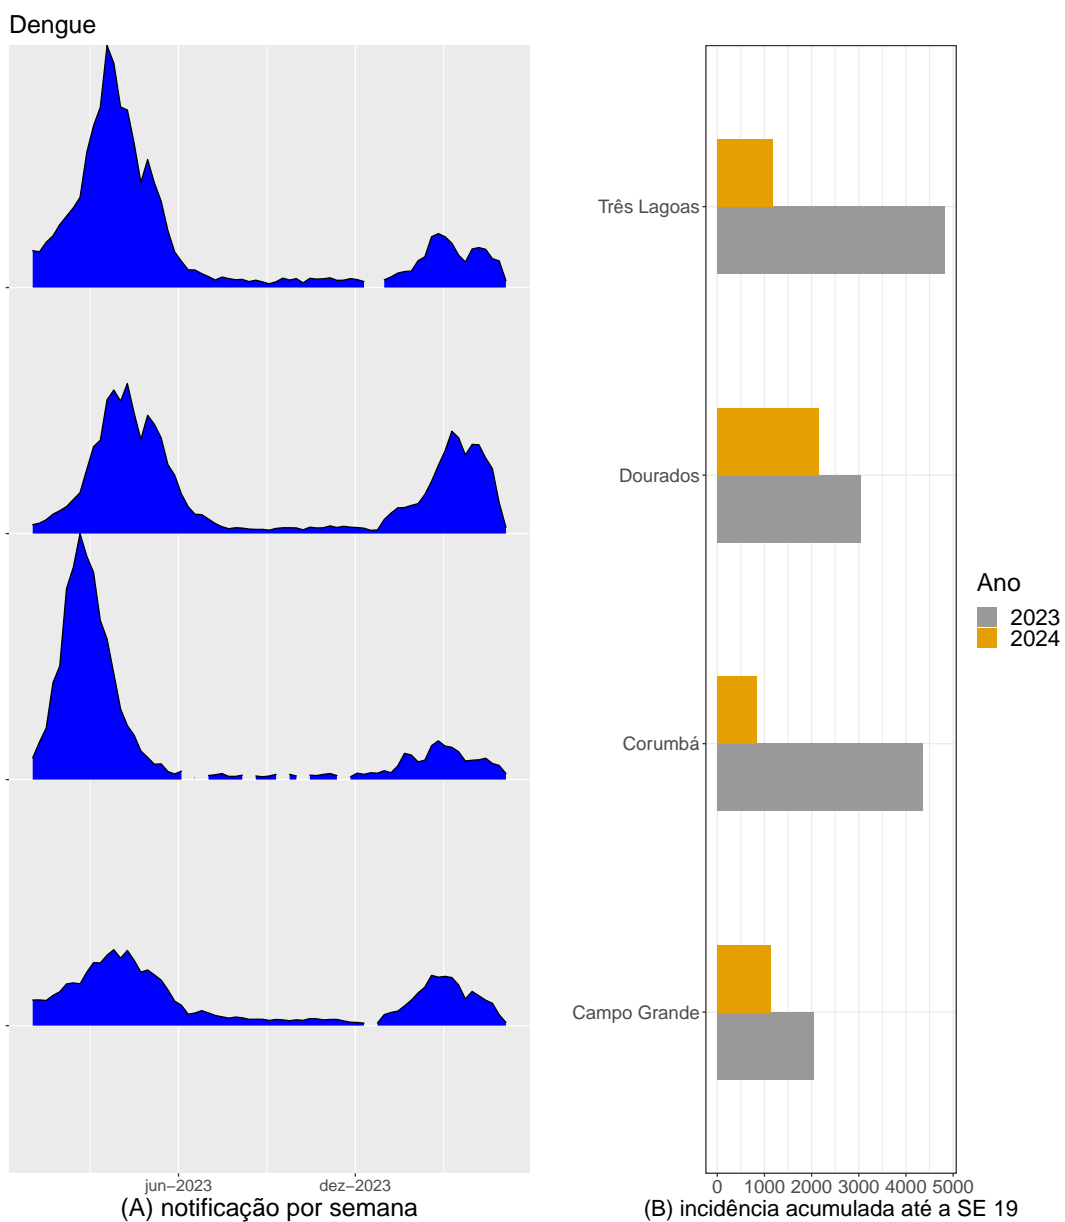 Dengue
Três Lagoas
Dourados
Corumbá
Campo Grande
Ano
2023
2024
jun–2023 dez–2023
0 1000 2000 3000 4000 5000
(A) notificação por semana
(B) incidência acumulada até a SE 19